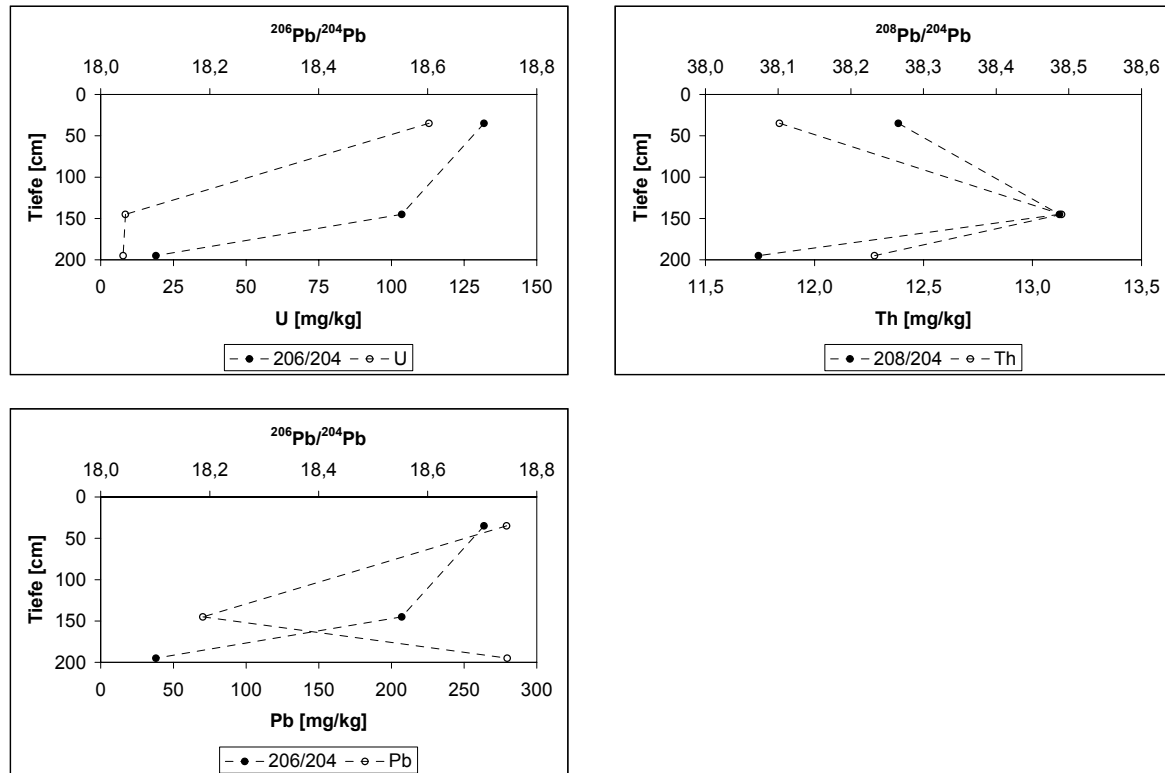 ²⁰⁶Pb/²⁰⁴Pb
18,0 18,2 18,4 18,6 18,8
0
50
100
150
200
Tiefe [cm]
0 25 50 75 100 125 150
U [mg/kg]
206/204 U
²⁰⁸Pb/²⁰⁴Pb
38,0 38,1 38,2 38,3 38,4 38,5 38,6
0
50
100
150
200
Tiefe [cm]
11,5 12,0 12,5 13,0 13,5
Th [mg/kg]
208/204 Th
²⁰⁶Pb/²⁰⁴Pb
18,0 18,2 18,4 18,6 18,8
0
50
100
150
200
Tiefe [cm]
0 50 100 150 200 250 300
Pb [mg/kg]
206/204 Pb